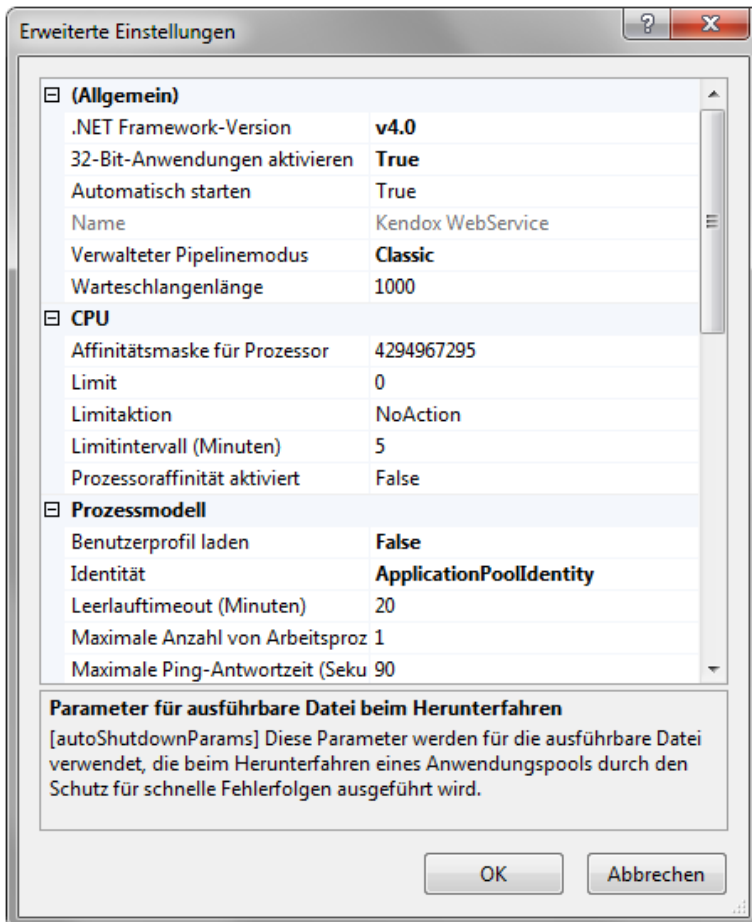 Erweiterte Einstellungen
(Allgemein)
.NET Framework-Version v4.0
32-Bit-Anwendungen aktivieren True
Automatisch starten True
Name Kendox WebService
Verwalteter Pipelinemodus Classic
Warteschlangenlänge 1000
CPU
Affinitätsmaske für Prozessor 4294967295
Limit 0
Limitaktion NoAction
Limitintervall (Minuten) 5
Prozessoraffinität aktiviert False
Prozessmodell
Benutzerprofil laden False
Identität ApplicationPoolIdentity
Leerlauftimeout (Minuten) 20
Maximale Anzahl von Arbeitsproz 1
Maximale Ping-Antwortzeit (Seku 90
Parameter für ausführbare Datei beim Herunterfahren
[autoShutdownParams] Diese Parameter werden für die ausführbare Datei
verwendet, die beim Herunterfahren eines Anwendungspools durch den
Schutz für schnelle Fehlerfolgen ausgeführt wird.
OK Abbrechen